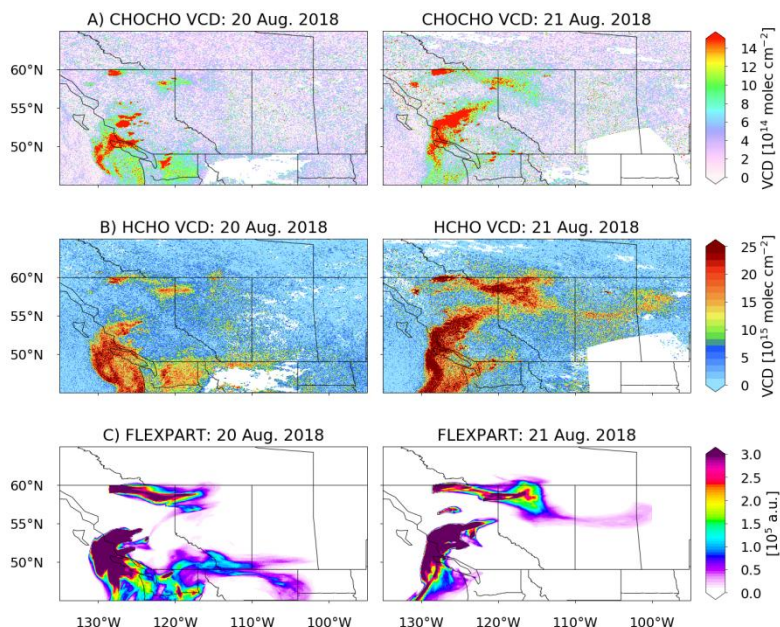 A) CHOCHO VCD: 20 Aug. 2018
CHOCHO VCD: 21 Aug. 2018
60°N
55°N
50°N
14
12
10
8
6
4
2
0
VCD [10¹⁴ molec cm⁻²]
B) HCHO VCD: 20 Aug. 2018
HCHO VCD: 21 Aug. 2018
60°N
55°N
50°N
25
20
15
10
5
0
VCD [10¹⁵ molec cm⁻²]
C) FLEXPART: 20 Aug. 2018
FLEXPART: 21 Aug. 2018
60°N
55°N
50°N
3.0
2.5
2.0
1.5
1.0
0.5
0.0
[10⁵ a.u.]
130°W 120°W 110°W 100°W
130°W 120°W 110°W 100°W